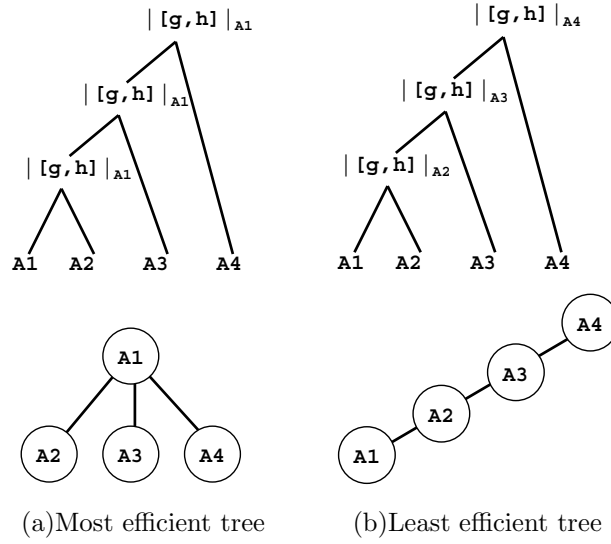 | [g,h] |A1
| [g,h] |A1
| [g,h] |A1
A1 A2 A3 A4
A1
A2 A3 A4
(a)Most efficient tree
| [g,h] |A4
| [g,h] |A3
| [g,h] |A2
A1 A2 A3 A4
A4
A3
A2
A1
(b)Least efficient tree